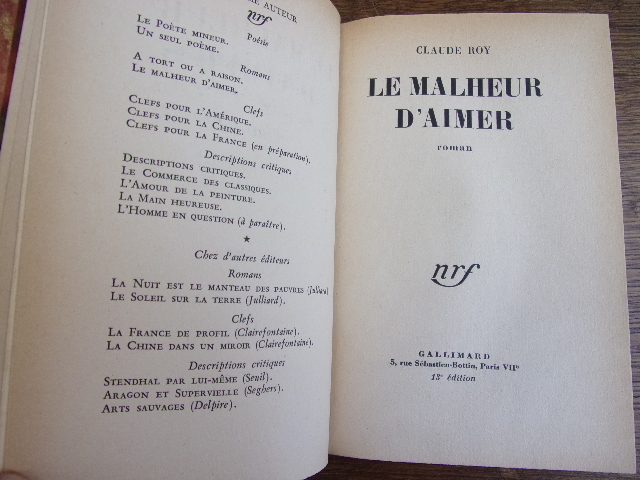 AUTEUR
nrf
Poésie
LE POÈTE MINEUR.
UN SEUL POÈME.
Romans
A TORT OU A RAISON.
LE MALHEUR D'AIMER.
Clefs
CLEFS POUR L'AMÉRIQUE.
CLEFS POUR LA CHINE.
CLEFS POUR LA FRANCE (en préparation).
Descriptions critiques
DESCRIPTIONS CRITIQUES.
LE COMMERCE DES CLASSIQUES.
L'AMOUR DE LA PEINTURE.
LA MAIN HEUREUSE.
L'HOMME EN QUESTION (à paraître).
★
Chez d'autres éditeurs
Romans
LA NUIT EST LE MANTEAU DES PAUVRES (Julliard)
LE SOLEIL SUR LA TERRE (Julliard).
Clefs
LA FRANCE DE PROFIL (Clairefontaine).
LA CHINE DANS UN MIROIR (Clairefontaine).
Descriptions critiques
STENDHAL PAR LUI-MÊME (Seuil).
ARAGON ET SUPERVIELLE (Seghers).
ARTS SAUVAGES (Delpire).
CLAUDE ROY
LE MALHEUR
D'AIMER
roman
nrf
GALLIMARD
5, rue Sébastien-Bottin, Paris VIIe
13e édition